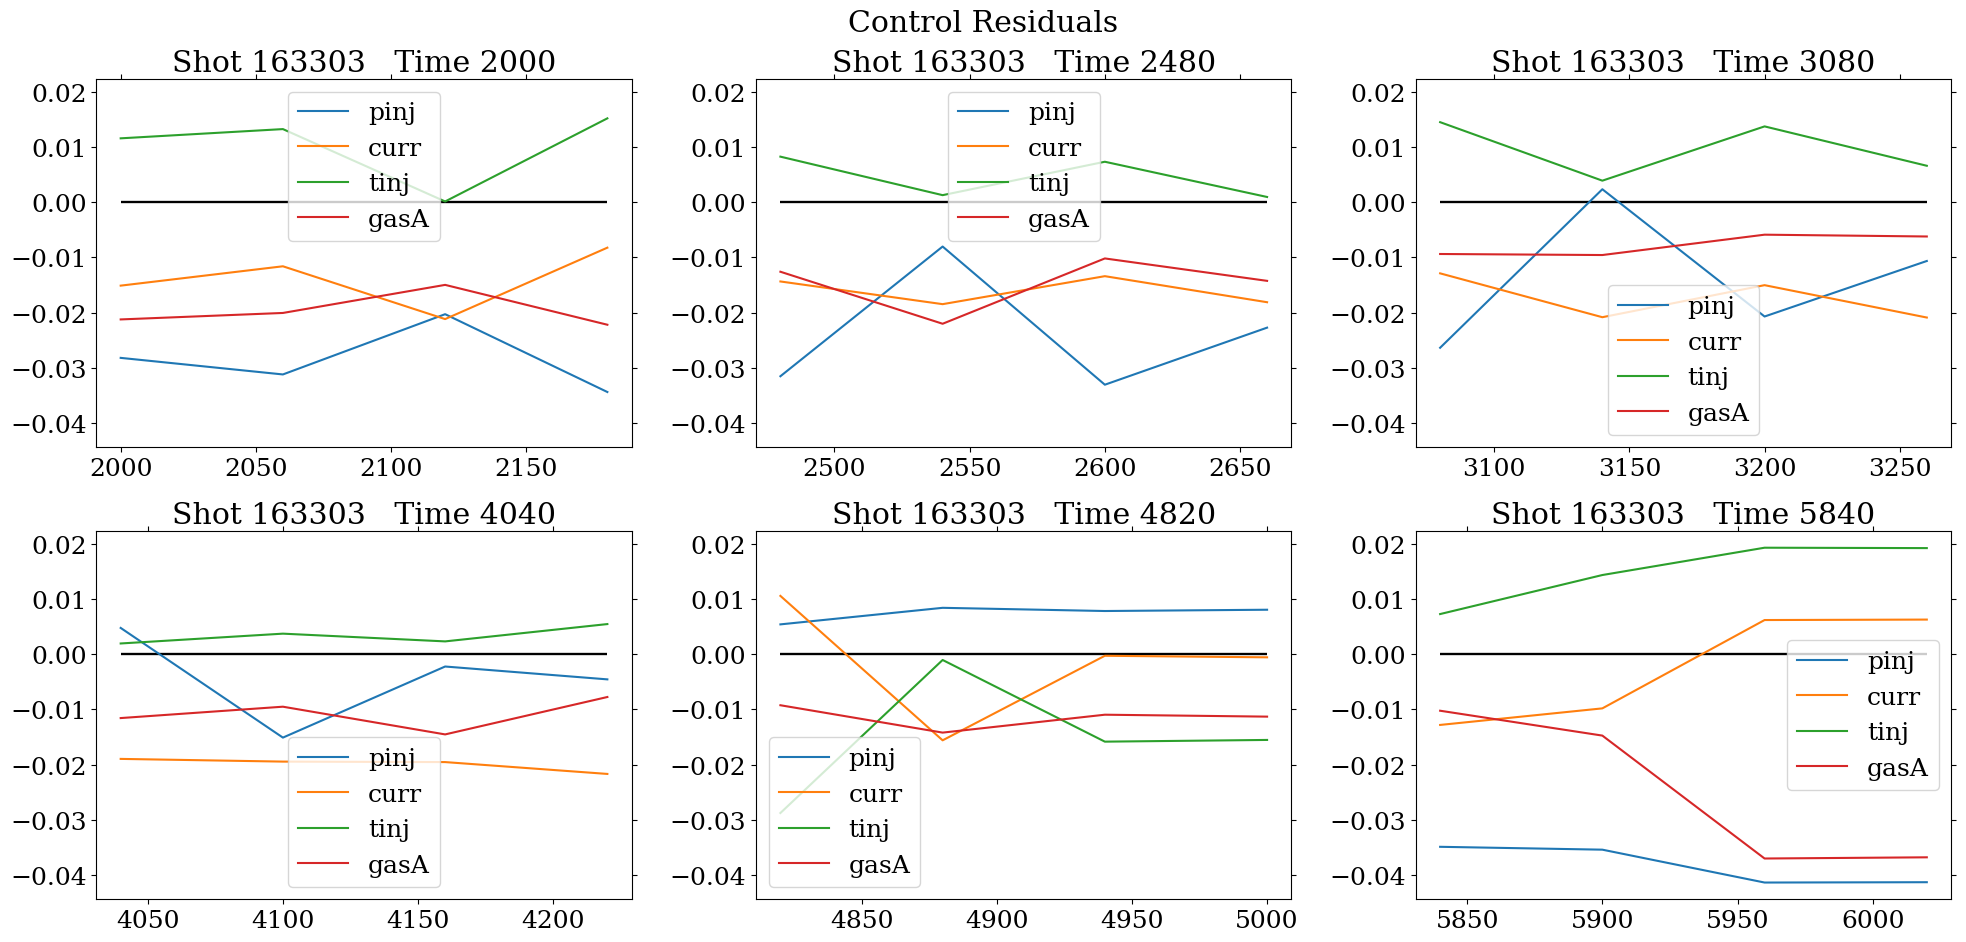 Control Residuals
Shot 163303   Time 2000
0.02
0.01
0.00
−0.01
−0.02
−0.03
−0.04
pinj
curr
tinj
gasA
2000 2050 2100 2150
Shot 163303   Time 2480
0.02
0.01
0.00
−0.01
−0.02
−0.03
−0.04
pinj
curr
tinj
gasA
2500 2550 2600 2650
Shot 163303   Time 3080
0.02
0.01
0.00
−0.01
−0.02
−0.03
−0.04
pinj
curr
tinj
gasA
3100 3150 3200 3250
Shot 163303   Time 4040
0.02
0.01
0.00
−0.01
−0.02
−0.03
−0.04
pinj
curr
tinj
gasA
4050 4100 4150 4200
Shot 163303   Time 4820
0.02
0.01
0.00
−0.01
−0.02
−0.03
−0.04
pinj
curr
tinj
gasA
4850 4900 4950 5000
Shot 163303   Time 5840
0.02
0.01
0.00
−0.01
−0.02
−0.03
−0.04
pinj
curr
tinj
gasA
5850 5900 5950 6000